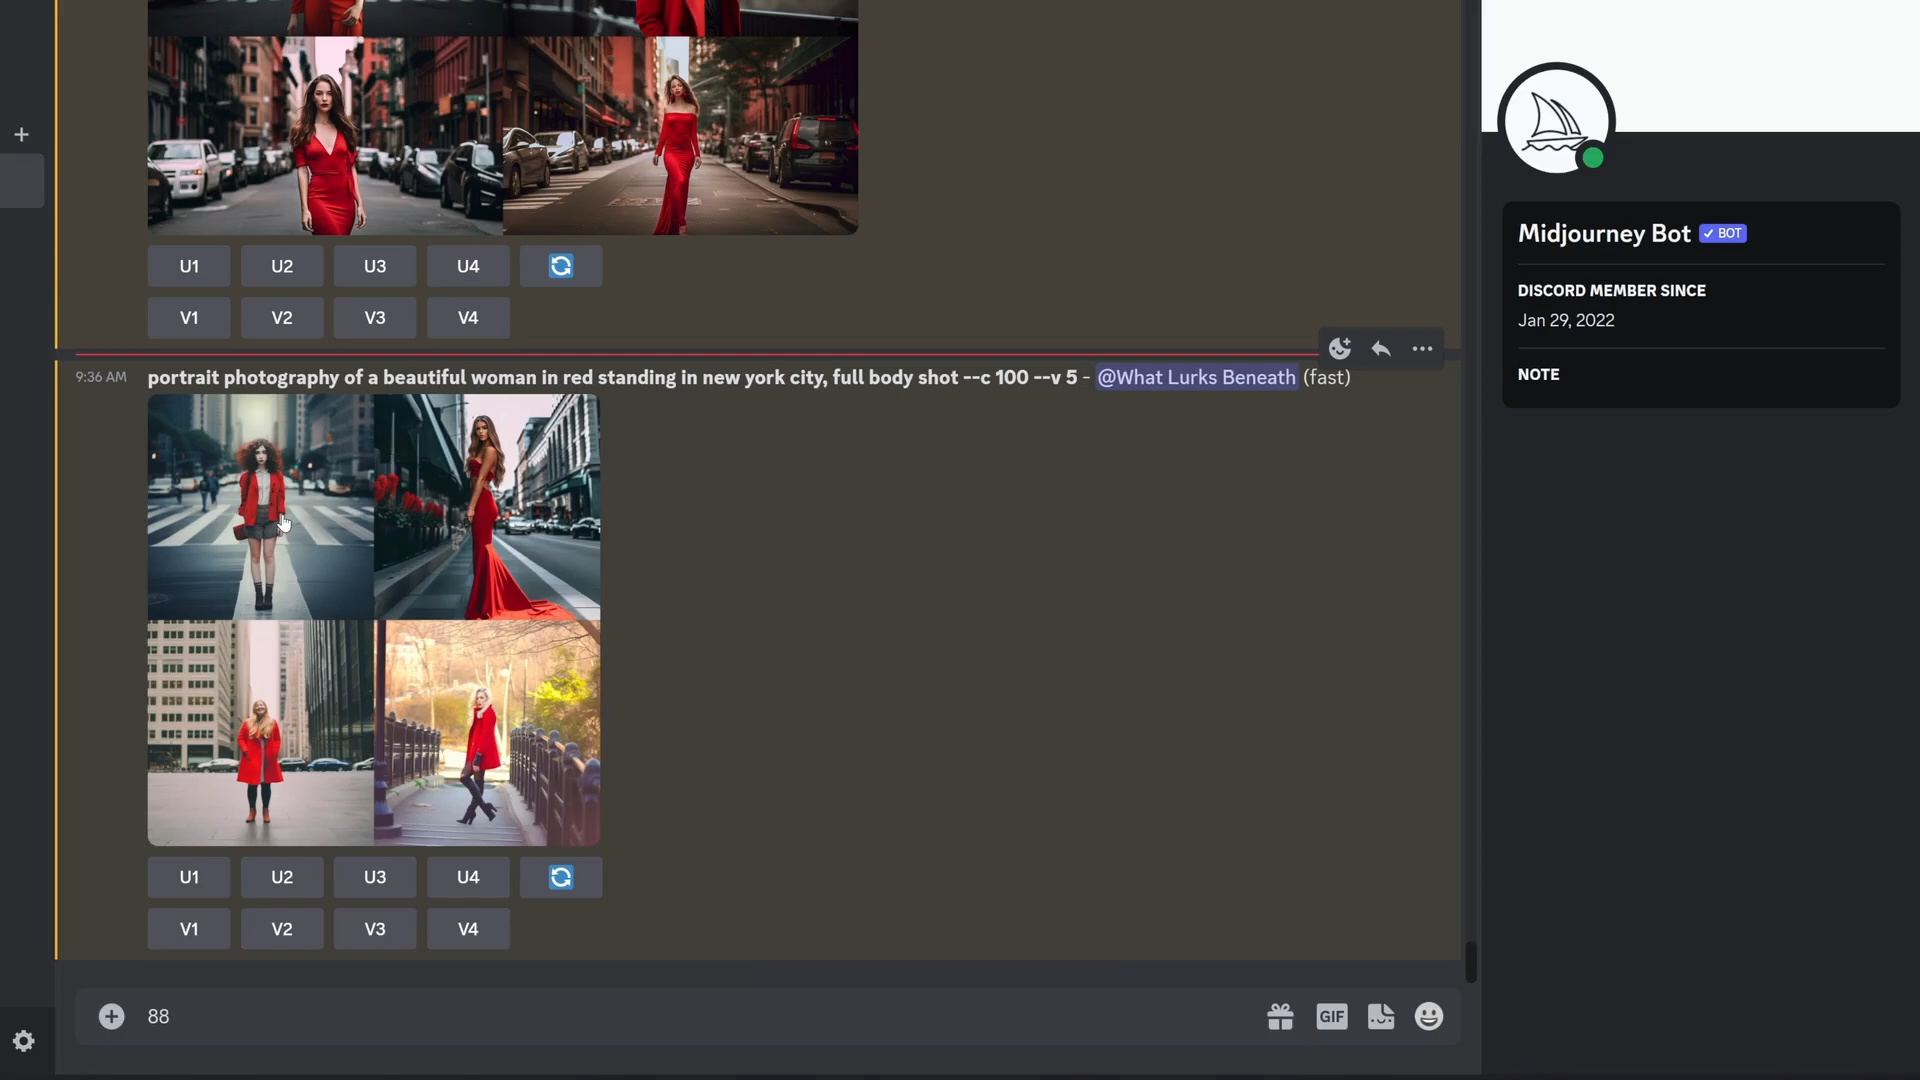 U1 U2 U3 U4
V1 V2 V3 V4
9:36 AM portrait photography of a beautiful woman in red standing in new york city, full body shot --c 100 --v 5 - @What Lurks Beneath (fast)
U1 U2 U3 U4
V1 V2 V3 V4
88
GIF
Midjourney Bot ✓ BOT
DISCORD MEMBER SINCE
Jan 29, 2022
NOTE